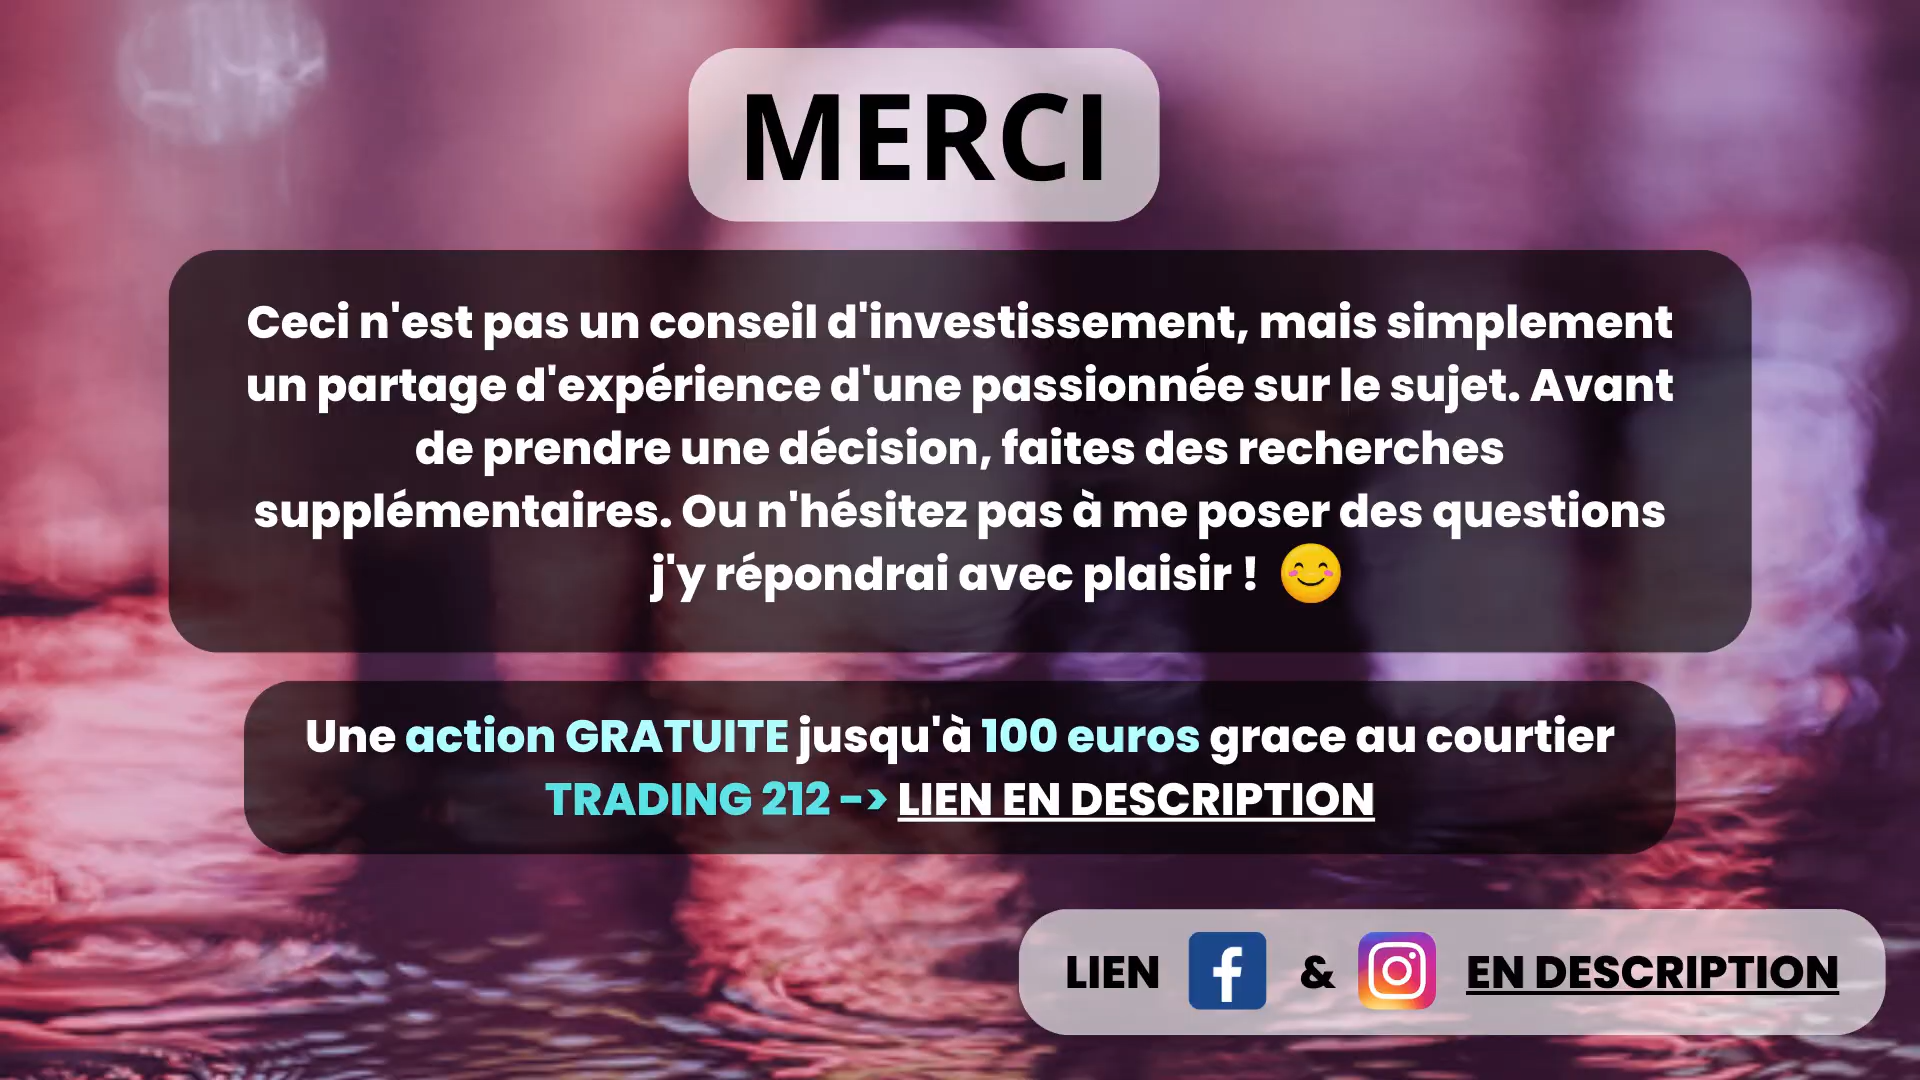 MERCI
Ceci n'est pas un conseil d'investissement, mais simplement
un partage d'expérience d'une passionnée sur le sujet. Avant
de prendre une décision, faites des recherches
supplémentaires. Ou n'hésitez pas à me poser des questions
j'y répondrai avec plaisir ! 😊
Une action GRATUITE jusqu'à 100 euros grace au courtier
TRADING 212 -> LIEN EN DESCRIPTION
LIEN & EN DESCRIPTION